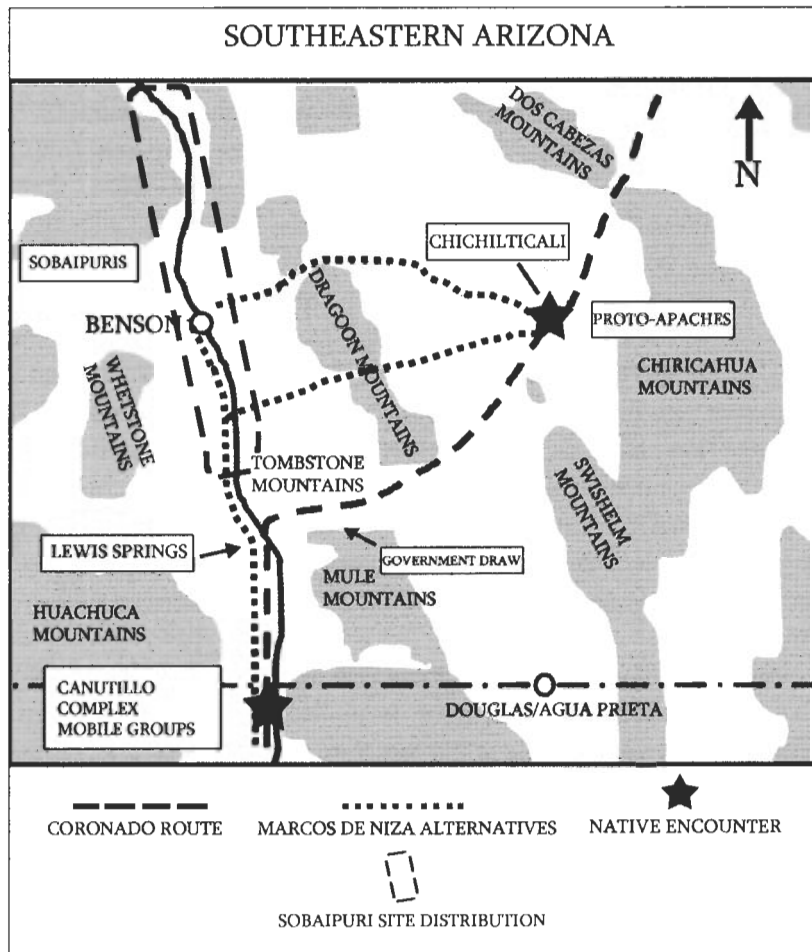 SOUTHEASTERN ARIZONA
DOS CABEZAS
MOUNTAINS
N
CHICHILTICALI
SOBAIPURIS
BENSON
PROTO-APACHES
DRAGOON MOUNTAINS
WHETSTONE
MOUNTAINS
CHIRICAHUA
MOUNTAINS
TOMBSTONE
MOUNTAINS
SWISHELM
MOUNTAINS
LEWIS SPRINGS
GOVERNMENT DRAW
MULE
MOUNTAINS
HUACHUCA
MOUNTAINS
CANUTILLO
COMPLEX
MOBILE GROUPS
DOUGLAS/AGUA PRIETA
CORONADO ROUTE
MARCOS DE NIZA ALTERNATIVES
NATIVE ENCOUNTER
SOBAIPURI SITE DISTRIBUTION